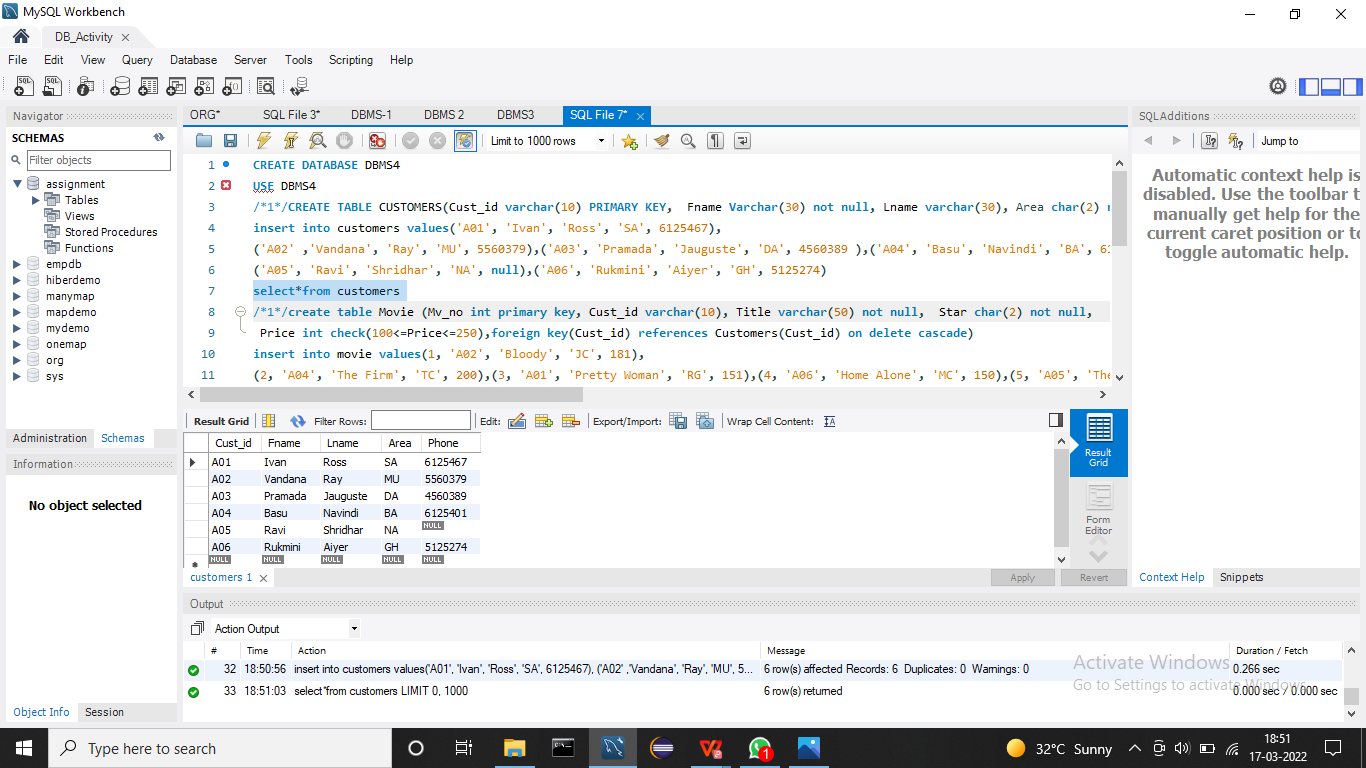 MySQL Workbench
DB_Activity
File Edit View Query Database Server Tools Scripting Help
Navigator
SCHEMAS
Filter objects
assignment
Tables
Views
Stored Procedures
Functions
empdb
hiberdemo
manymap
mapdemo
mydemo
onemap
org
sys
Administration Schemas
Information
No object selected
Object Info Session
ORG* SQL File 3* DBMS-1 DBMS 2 DBMS3 SQL File 7*
Limit to 1000 rows
1 CREATE DATABASE DBMS4
2 USE DBMS4
3 /*1*/CREATE TABLE CUSTOMERS(Cust_id varchar(10) PRIMARY KEY, Fname Varchar(30) not null, Lname varchar(30), Area char(2)
4 insert into customers values('A01', 'Ivan', 'Ross', 'SA', 6125467),
5 ('A02' ,'Vandana', 'Ray', 'MU', 5560379),('A03', 'Pramada', 'Jauguste', 'DA', 4560389 ),('A04', 'Basu', 'Navindi', 'BA',
6 ('A05', 'Ravi', 'Shridhar', 'NA', null),('A06', 'Rukmini', 'Aiyer', 'GH', 5125274)
7 select*from customers
8 /*1*/create table Movie (Mv_no int primary key, Cust_id varchar(10), Title varchar(50) not null, Star char(2) not null,
9 Price int check(100<=Price<=250),foreign key(Cust_id) references Customers(Cust_id) on delete cascade)
10 insert into movie values(1, 'A02', 'Bloody', 'JC', 181),
11 (2, 'A04', 'The Firm', 'TC', 200),(3, 'A01', 'Pretty Woman', 'RG', 151),(4, 'A06', 'Home Alone', 'MC', 150),(5, 'A05', 'The
Result Grid Filter Rows: Edit: Export/Import: Wrap Cell Content:
Cust_id Fname Lname Area Phone
A01 Ivan Ross SA 6125467
A02 Vandana Ray MU 5560379
A03 Pramada Jauguste DA 4560389
A04 Basu Navindi BA 6125401
A05 Ravi Shridhar NA NULL
A06 Rukmini Aiyer GH 5125274
NULL NULL NULL NULL NULL
Result
Grid
Form
Editor
customers 1
Apply Revert
SQLAdditions
Jump to
Automatic context help is
disabled. Use the toolbar
manually get help for the
current caret position or to
toggle automatic help.
Context Help Snippets
Output
Action Output
# Time Action Message Duration / Fetch
32 18:50:56 insert into customers values('A01', 'Ivan', 'Ross', 'SA', 6125467), ('A02' ,'Vandana', 'Ray', 'MU', 5... 6 row(s) affected Records: 6 Duplicates: 0 Warnings: 0 0.266 sec
33 18:51:03 select*from customers LIMIT 0, 1000 6 row(s) returned 0.000 sec / 0.000 sec
Activate Windows
Go to Settings to activate Windows.
Type here to search
1
32°C Sunny
18:51
17-03-2022